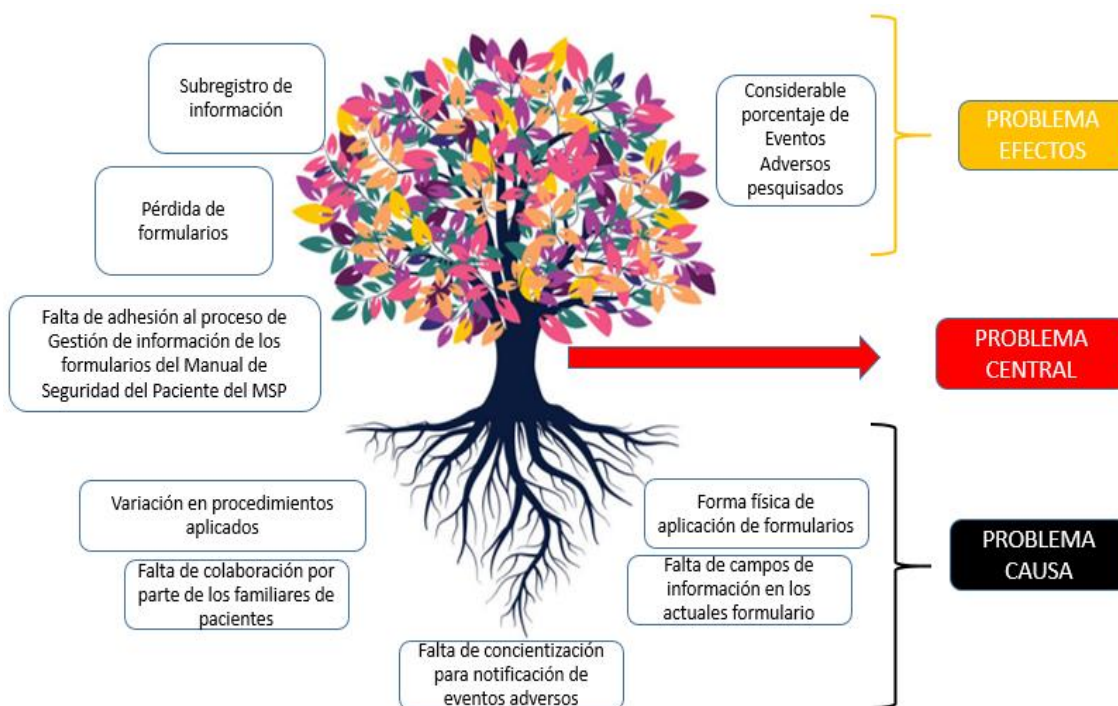 Subregistro de
información
Considerable
porcentaje de
Eventos
Adversos
pesquisados
PROBLEMA
EFECTOS
Pérdida de
formularios
Falta de adhesión al proceso de
Gestión de información de los
formularios del Manual de
Seguridad del Paciente del MSP
PROBLEMA
CENTRAL
Variación en procedimientos
aplicados
Forma física de
aplicación de formularios
PROBLEMA
CAUSA
Falta de colaboración por
parte de los familiares de
pacientes
Falta de campos de
información en los
actuales formulario
Falta de concientización
para notificación de
eventos adversos